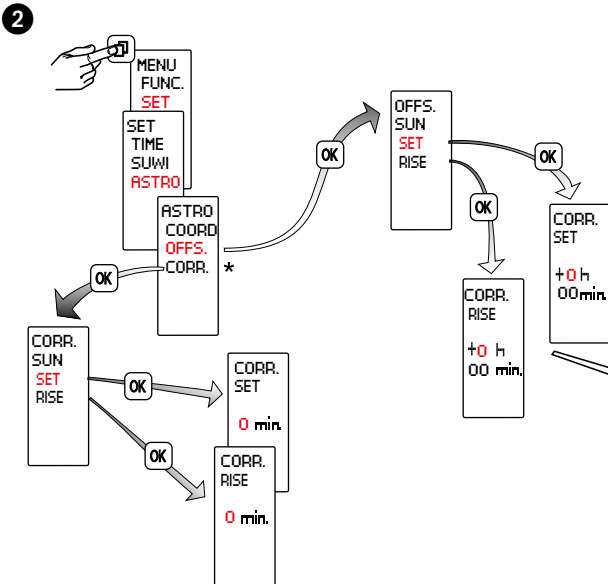 2
MENU
FUNC.
SET
SET
TIME
SUWI
ASTRO
ASTRO
COORD
OFFS.
CORR. *
OK
OFFS.
SUN
SET
RISE
OK
CORR.
SET
+0 h
00 min.
OK
CORR.
RISE
+0 h
00 min.
OK
CORR.
SUN
SET
RISE
OK
CORR.
SET
0 min.
OK
CORR.
RISE
0 min.